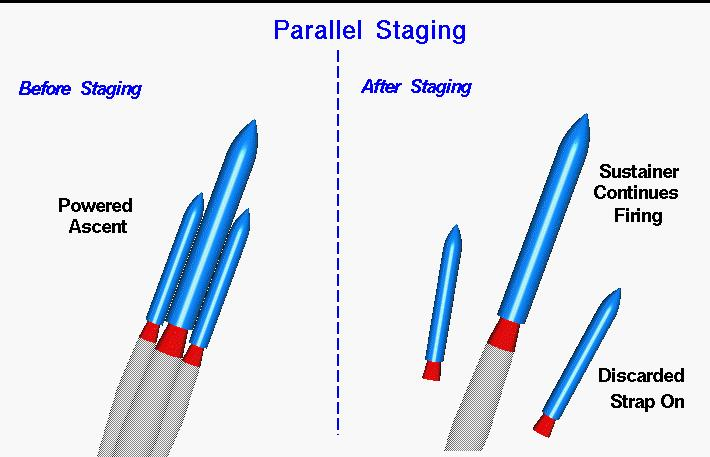 Parallel Staging
Before Staging
After Staging
Powered
Ascent
Sustainer
Continues
Firing
Discarded
Strap On